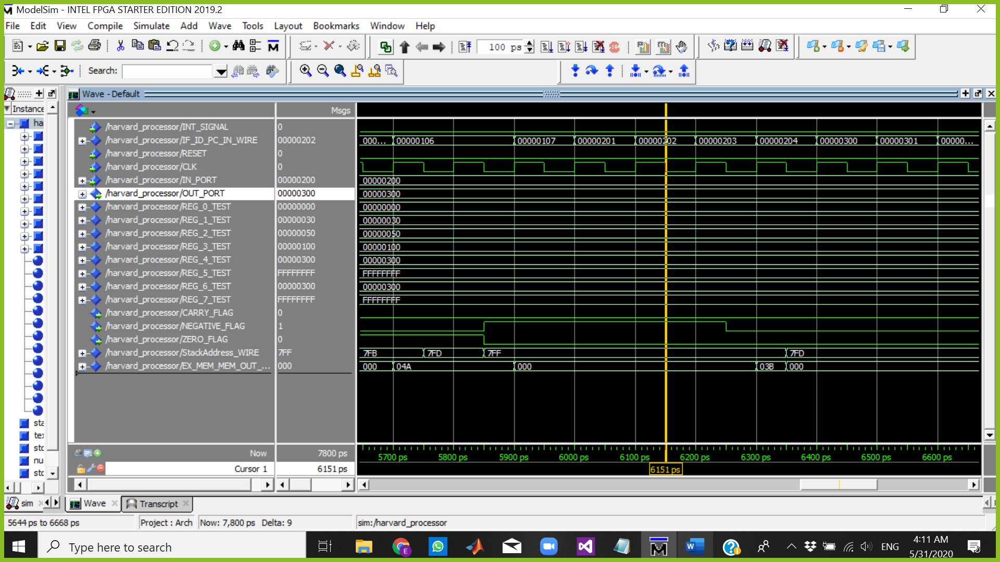 ModelSim - INTEL FPGA STARTER EDITION 2019.2
File Edit View Compile Simulate Add Wave Tools Layout Bookmarks Window Help
100 ps
Search:
Wave - Default
Instance
Msgs
ha
/harvard_processor/INT_SIGNAL 0
/harvard_processor/IF_ID_PC_IN_WIRE 00000202 000... 00000106 00000107 00000201 00000202 00000203 00000204 00000300 00000301 00000...
/harvard_processor/RESET 0
/harvard_processor/CLK 0
/harvard_processor/IN_PORT 00000200 00000200
/harvard_processor/OUT_PORT 00000300 00000300
/harvard_processor/REG_0_TEST 00000000 00000000
/harvard_processor/REG_1_TEST 00000030 00000030
/harvard_processor/REG_2_TEST 00000050 00000050
/harvard_processor/REG_3_TEST 00000100 00000100
/harvard_processor/REG_4_TEST 00000300 00000300
/harvard_processor/REG_5_TEST FFFFFFFF FFFFFFFF
/harvard_processor/REG_6_TEST 00000300 00000300
/harvard_processor/REG_7_TEST FFFFFFFF FFFFFFFF
/harvard_processor/CARRY_FLAG 0
/harvard_processor/NEGATIVE_FLAG 1
/harvard_processor/ZERO_FLAG 0
/harvard_processor/StackAddress_WIRE 7FF 7FB 7FD 7FF 7FD
/harvard_processor/EX_MEM_MEM_OUT_... 000 000 04A 000 03B 000
sta
tex
std
nu
std
Now 7800 ps 5700 ps 5800 ps 5900 ps 6000 ps 6100 ps 6200 ps 6300 ps 6400 ps 6500 ps 6600 ps
Cursor 1 6151 ps 6151 ps
sim Wave Transcript
5644 ps to 6668 ps Project : Arch Now: 7,800 ps Delta: 9 sim:/harvard_processor
Type here to search
E
W
ENG
4:11 AM
5/31/2020